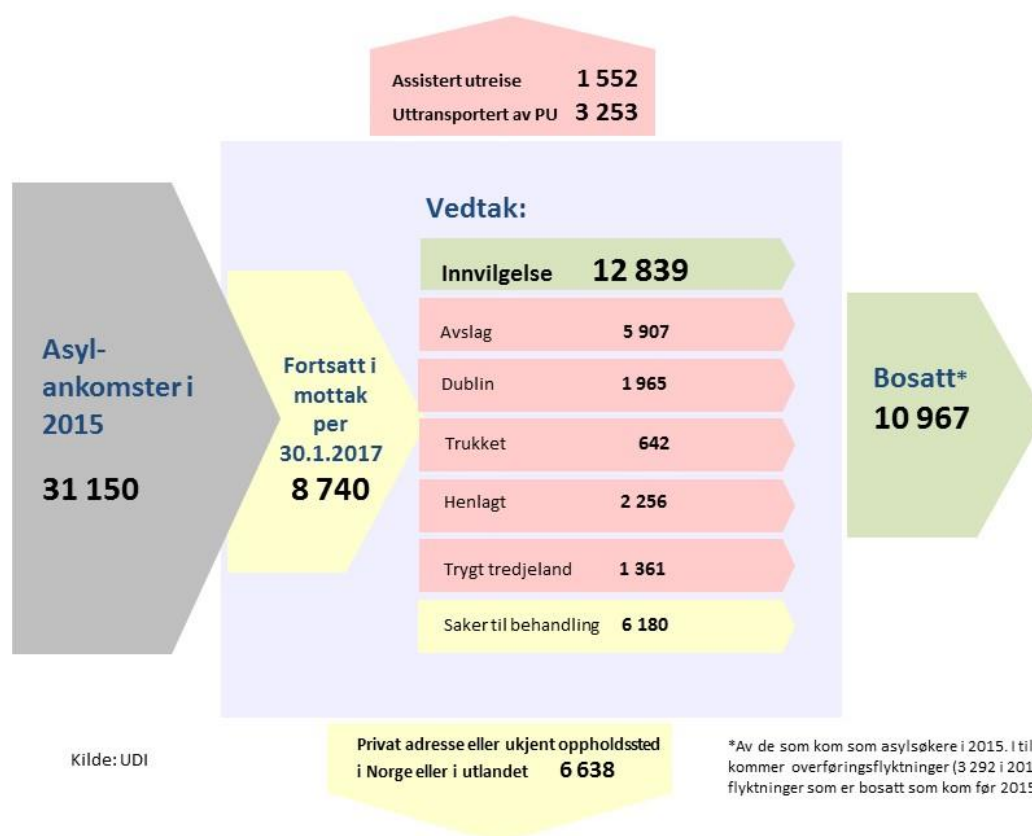 Assistert utreise 1 552
Uttransportert av PU 3 253
Vedtak:
Innvilgelse 12 839
Avslag 5 907
Dublin 1 965
Trukket 642
Henlagt 2 256
Trygt tredjeland 1 361
Saker til behandling 6 180
Asyl-
ankomster i
2015
31 150
Fortsatt i
mottak
per
30.1.2017
8 740
Bosatt*
10 967
Kilde: UDI
Privat adresse eller ukjent oppholdssted
i Norge eller i utlandet 6 638
*Av de som kom som asylsøkere i 2015. I
kommer overføringsflyktninger (3 292 i
flyktninger som er bosatt som kom før 2015